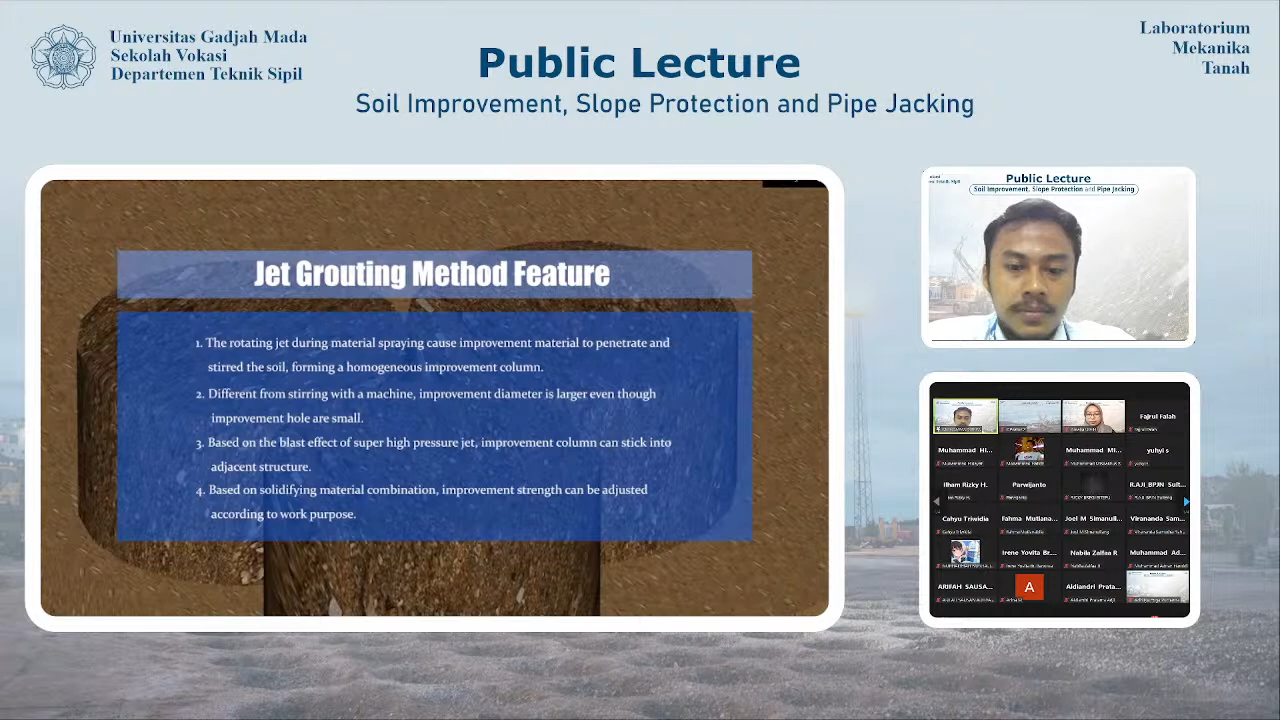 Universitas Gadjah Mada
Sekolah Vokasi
Departemen Teknik Sipil
Public Lecture
Soil Improvement, Slope Protection and Pipe Jacking
Laboratorium
Mekanika
Tanah
Jet Grouting Method Feature
1. The rotating jet during material spraying cause improvement material to penetrate and
stirred the soil, forming a homogeneous improvement column.
2. Different from stirring with a machine, improvement diameter is larger even though
improvement hole are small.
3. Based on the blast effect of super high pressure jet, improvement column can stick into
adjacent structure.
4. Based on solidifying material combination, improvement strength can be adjusted
according to work purpose.
Public Lecture
Soil Improvement, Slope Protection and Pipe Jacking
Fajrul Falah
Muhammad Hi...
Muhammad Mi...
yuhyi s
Ilham Rizky H.
Parwijanto
R.AJI_BPJN Sult...
Cahyu Triwidia
Fahma Mutiana...
Joel M Simanull...
Virananda Sam...
Irene Yovita Br...
Nabila Zalfaa R
Muhammad Ad...
ARIFAH SAUSA...
A
Aldiandri Prata...